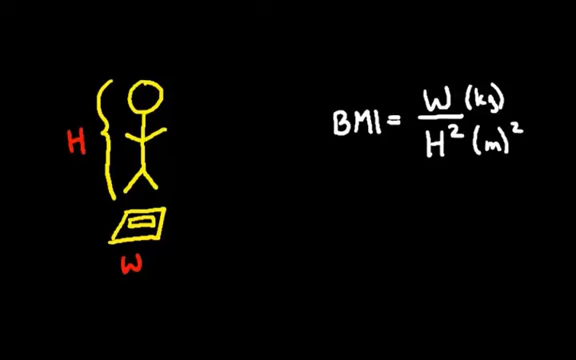 H
W
BMI = W (kg)
H² (m)²